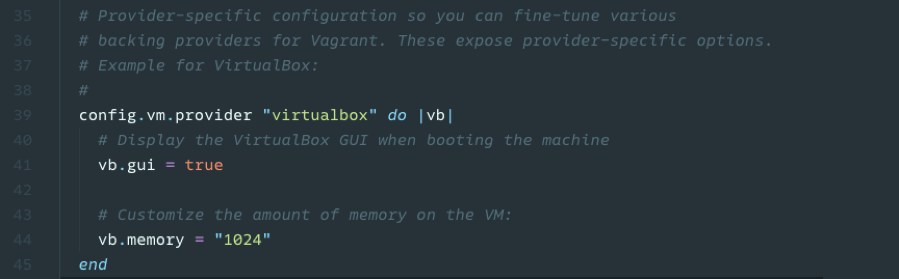 35 # Provider-specific configuration so you can fine-tune various
36 # backing providers for Vagrant. These expose provider-specific options.
37 # Example for VirtualBox:
38 #
39 config.vm.provider "virtualbox" do |vb|
40 # Display the VirtualBox GUI when booting the machine
41 vb.gui = true
42
43 # Customize the amount of memory on the VM:
44 vb.memory = "1024"
45 end